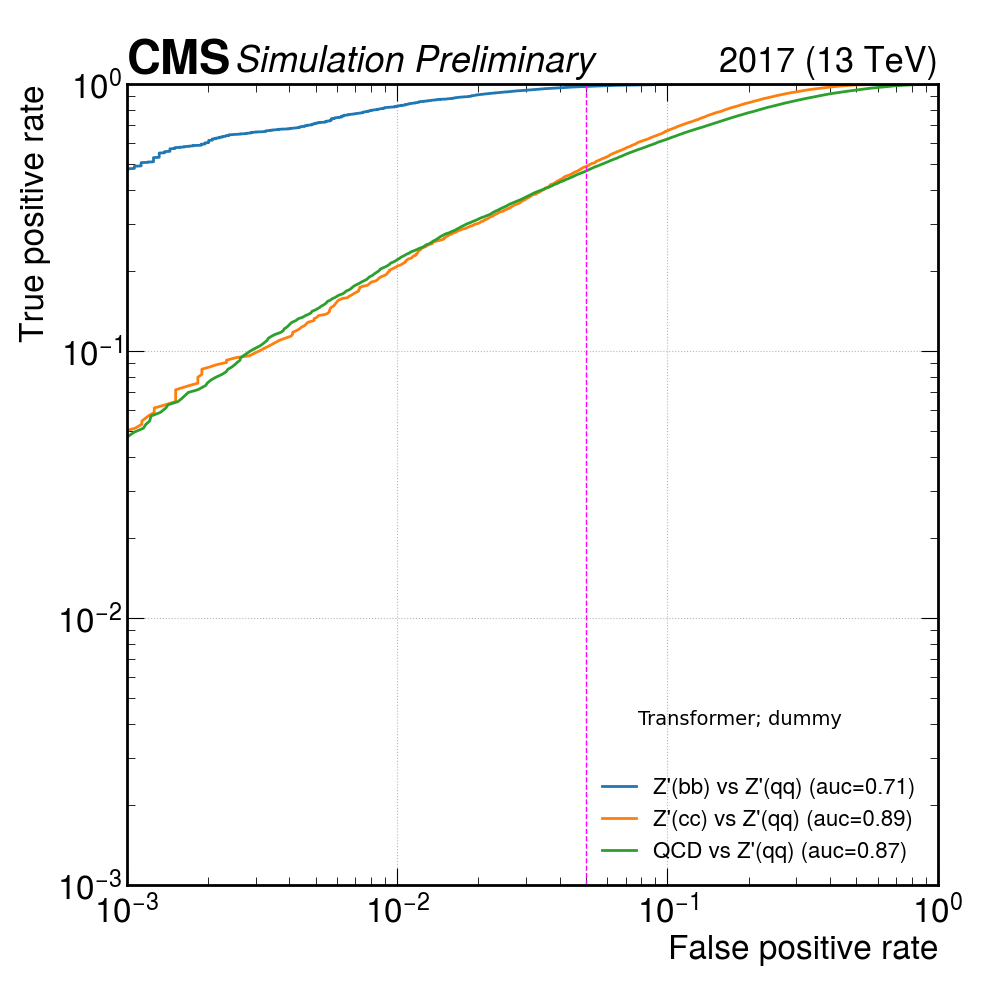 CMS Simulation Preliminary 2017 (13 TeV)
True positive rate
10⁰
10⁻¹
10⁻²
10⁻³
Transformer; dummy
Z'(bb) vs Z'(qq) (auc=0.71)
Z'(cc) vs Z'(qq) (auc=0.89)
QCD vs Z'(qq) (auc=0.87)
10⁻³ 10⁻² 10⁻¹ 10⁰
False positive rate